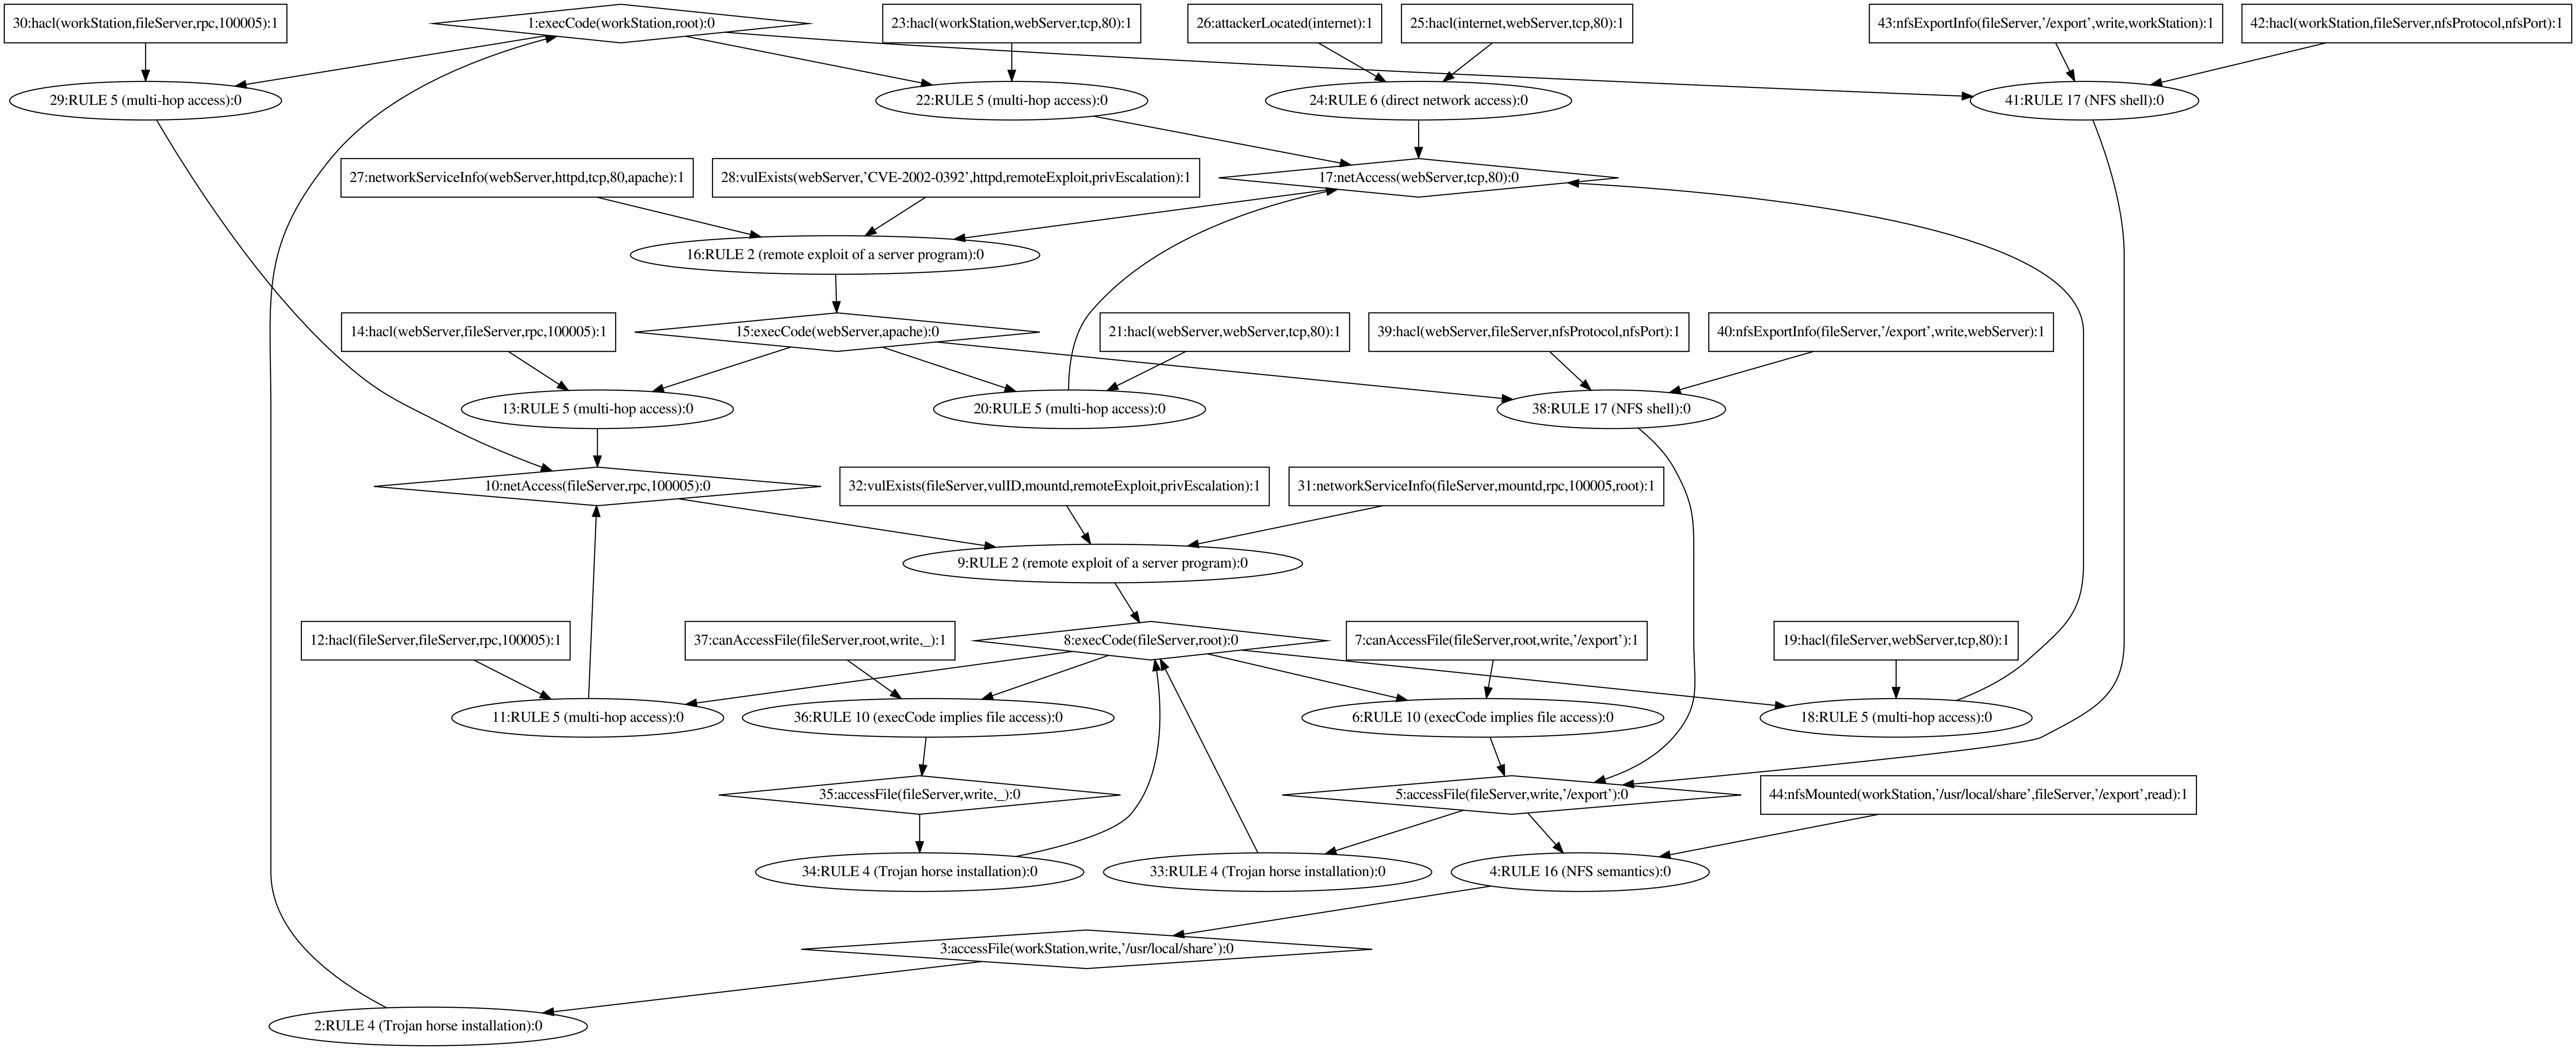 30:hacl(workStation,fileServer,rpc,100005):1
1:execCode(workStation,root):0
23:hacl(workStation,webServer,tcp,80):1
26:attackerLocated(internet):1
25:hacl(internet,webServer,tcp,80):1
43:nfsExportInfo(fileServer,’/export’,write,workStation):1
42:hacl(workStation,fileServer,nfsProtocol,nfsPort):1
29:RULE 5 (multi-hop access):0
22:RULE 5 (multi-hop access):0
24:RULE 6 (direct network access):0
41:RULE 17 (NFS shell):0
27:networkServiceInfo(webServer,httpd,tcp,80,apache):1
28:vulExists(webServer,’CVE-2002-0392’,httpd,remoteExploit,privEscalation):1
17:netAccess(webServer,tcp,80):0
16:RULE 2 (remote exploit of a server program):0
14:hacl(webServer,fileServer,rpc,100005):1
15:execCode(webServer,apache):0
21:hacl(webServer,webServer,tcp,80):1
39:hacl(webServer,fileServer,nfsProtocol,nfsPort):1
40:nfsExportInfo(fileServer,’/export’,write,webServer):1
13:RULE 5 (multi-hop access):0
20:RULE 5 (multi-hop access):0
38:RULE 17 (NFS shell):0
10:netAccess(fileServer,rpc,100005):0
32:vulExists(fileServer,vulID,mountd,remoteExploit,privEscalation):1
31:networkServiceInfo(fileServer,mountd,rpc,100005,root):1
9:RULE 2 (remote exploit of a server program):0
12:hacl(fileServer,fileServer,rpc,100005):1
37:canAccessFile(fileServer,root,write,_):1
8:execCode(fileServer,root):0
7:canAccessFile(fileServer,root,write,’/export’):1
19:hacl(fileServer,webServer,tcp,80):1
11:RULE 5 (multi-hop access):0
36:RULE 10 (execCode implies file access):0
6:RULE 10 (execCode implies file access):0
18:RULE 5 (multi-hop access):0
35:accessFile(fileServer,write,_):0
5:accessFile(fileServer,write,’/export’):0
44:nfsMounted(workStation,’/usr/local/share’,fileServer,’/export’,read):1
34:RULE 4 (Trojan horse installation):0
33:RULE 4 (Trojan horse installation):0
4:RULE 16 (NFS semantics):0
3:accessFile(workStation,write,’/usr/local/share’):0
2:RULE 4 (Trojan horse installation):0